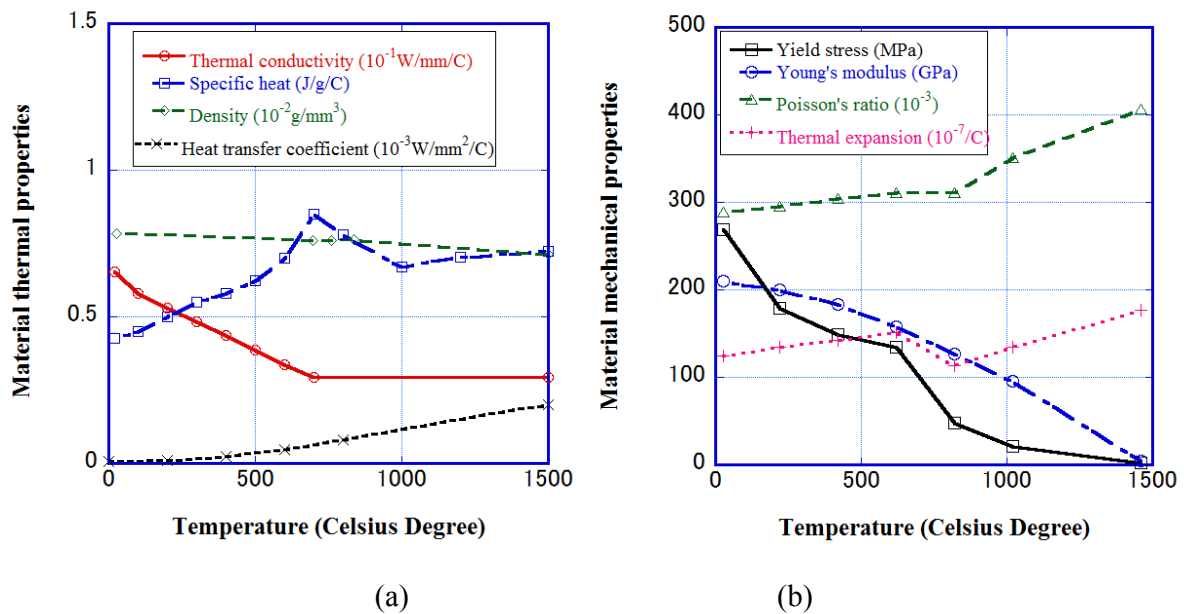 1.5
1
0.5
0
Material thermal properties
Thermal conductivity (10⁻¹W/mm/C)
Specific heat (J/g/C)
Density (10⁻²g/mm³)
Heat transfer coefficient (10⁻³W/mm²/C)
0 500 1000 1500
Temperature (Celsius Degree)
(a)
500
400
300
200
100
0
Material mechanical properties
Yield stress (MPa)
Young's modulus (GPa)
Poisson's ratio (10⁻³)
Thermal expansion (10⁻⁷/C)
0 500 1000 1500
Temperature (Celsius Degree)
(b)